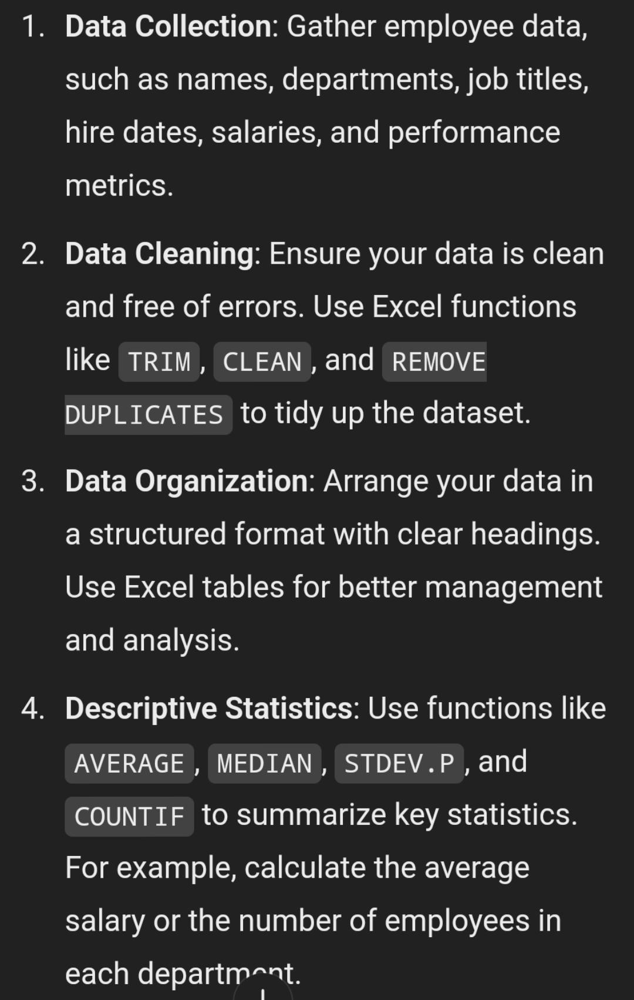 1. Data Collection: Gather employee data,
such as names, departments, job titles,
hire dates, salaries, and performance
metrics.
2. Data Cleaning: Ensure your data is clean
and free of errors. Use Excel functions
like TRIM, CLEAN, and REMOVE
DUPLICATES to tidy up the dataset.
3. Data Organization: Arrange your data in
a structured format with clear headings.
Use Excel tables for better management
and analysis.
4. Descriptive Statistics: Use functions like
AVERAGE, MEDIAN, STDEV.P, and
COUNTIF to summarize key statistics.
For example, calculate the average
salary or the number of employees in
each department.